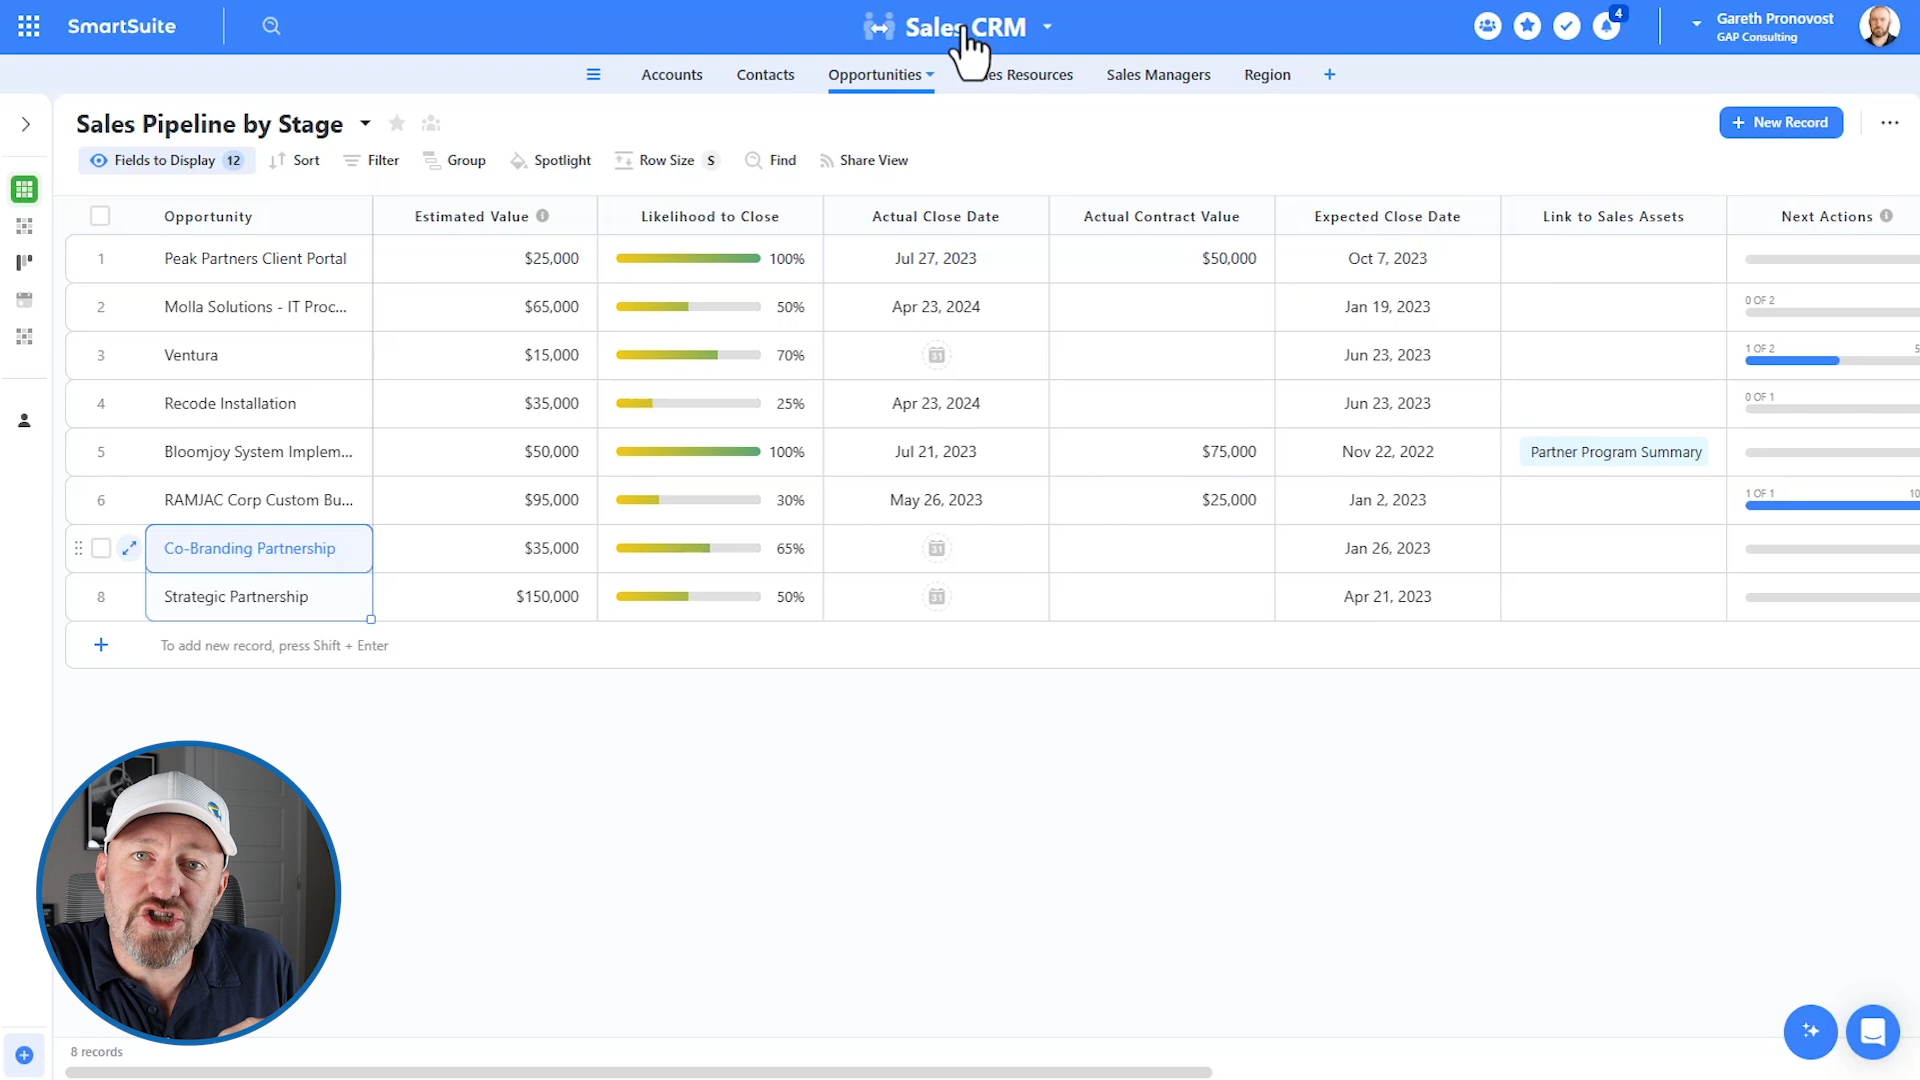 SmartSuite
Sales CRM
4
Gareth Pronovost
GAP Consulting
Accounts
Contacts
Opportunities
es Resources
Sales Managers
Region
Sales Pipeline by Stage
New Record
Fields to Display 12
Sort
Filter
Group
Spotlight
Row Size S
Find
Share View
Opportunity Estimated Value Likelihood to Close Actual Close Date Actual Contract Value Expected Close Date Link to Sales Assets Next Actions
1 Peak Partners Client Portal $25,000 100% Jul 27, 2023 $50,000 Oct 7, 2023
2 Molla Solutions - IT Proc... $65,000 50% Apr 23, 2024 Jan 19, 2023 0 OF 2
3 Ventura $15,000 70% 31 Jun 23, 2023 1 OF 2 5
4 Recode Installation $35,000 25% Apr 23, 2024 Jun 23, 2023 0 OF 1
5 Bloomjoy System Implem... $50,000 100% Jul 21, 2023 $75,000 Nov 22, 2022 Partner Program Summary
6 RAMJAC Corp Custom Bu... $95,000 30% May 26, 2023 $25,000 Jan 2, 2023 1 OF 1 10
Co-Branding Partnership $35,000 65% 31 Jan 26, 2023
8 Strategic Partnership $150,000 50% 31 Apr 21, 2023
To add new record, press Shift + Enter
8 records